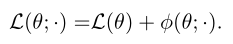 ℒ(θ; ·) =ℒ(θ) + ϕ(θ; ·).